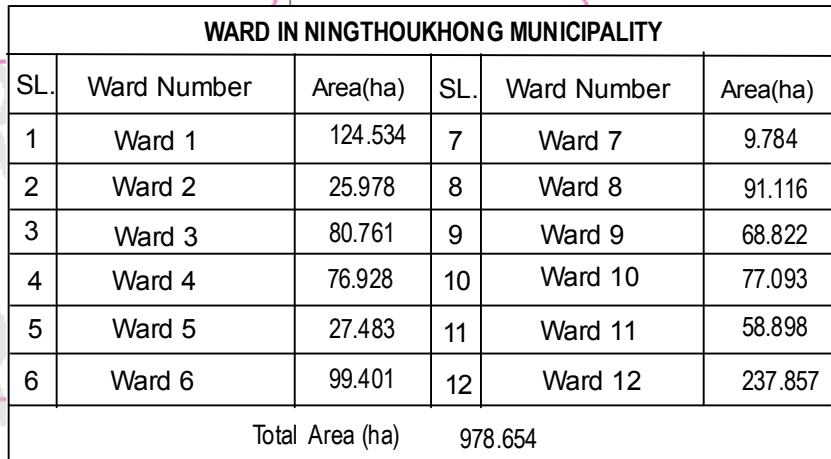 WARD IN NINGTHOUKHONG MUNICIPALITY
SL. Ward Number Area(ha) SL. Ward Number Area(ha)
1 Ward 1 124.534 7 Ward 7 9.784
2 Ward 2 25.978 8 Ward 8 91.116
3 Ward 3 80.761 9 Ward 9 68.822
4 Ward 4 76.928 10 Ward 10 77.093
5 Ward 5 27.483 11 Ward 11 58.898
6 Ward 6 99.401 12 Ward 12 237.857
Total Area (ha) 978.654